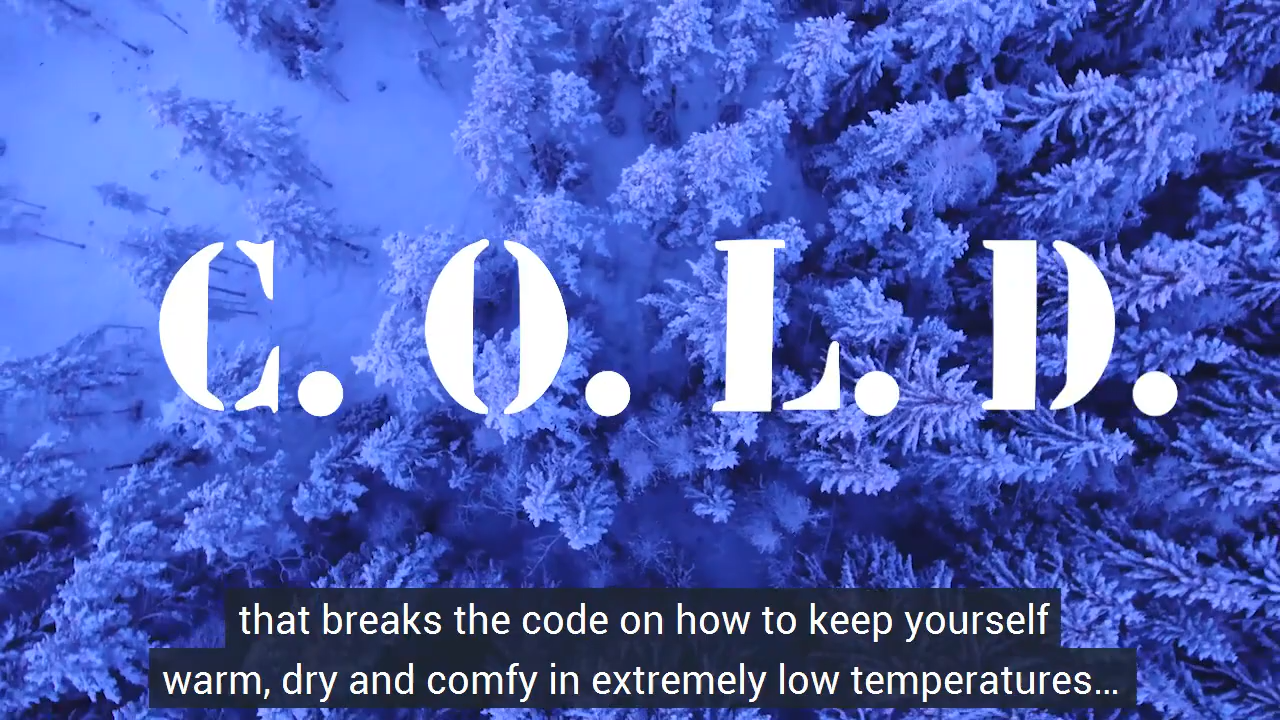 C. O. L. D.
that breaks the code on how to keep yourself
warm, dry and comfy in extremely low temperatures...